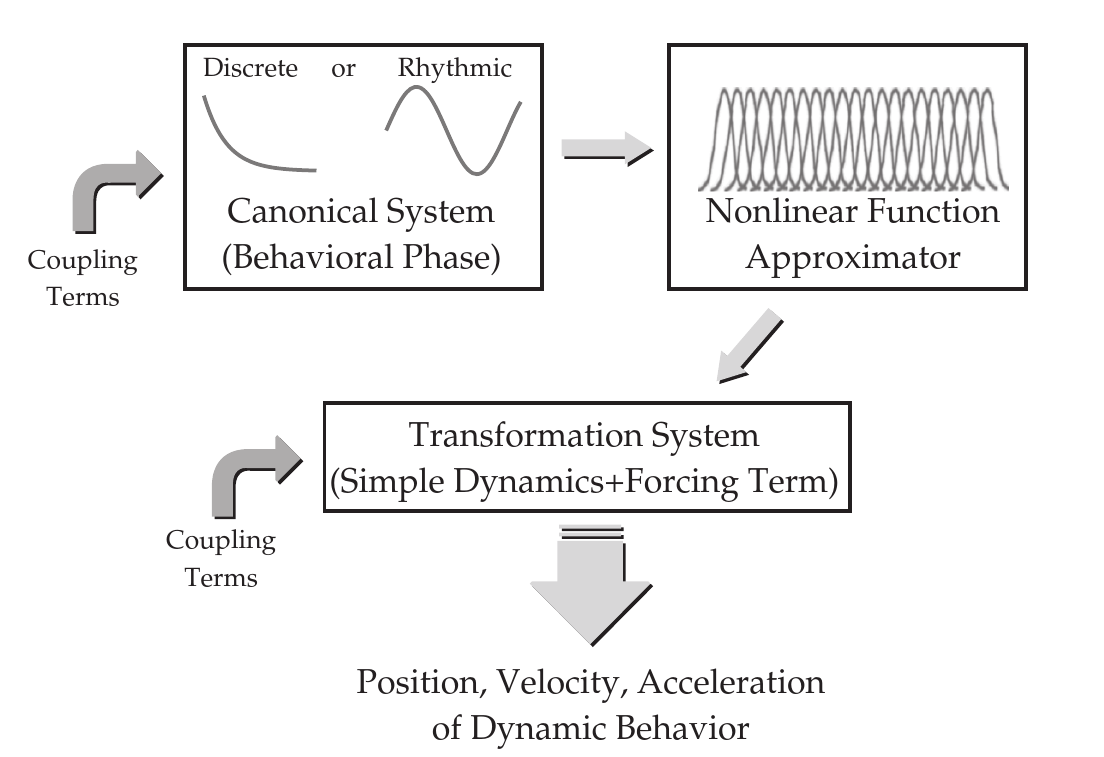 Discrete or Rhythmic
Canonical System
(Behavioral Phase)
Nonlinear Function
Approximator
Coupling
Terms
Transformation System
(Simple Dynamics+Forcing Term)
Coupling
Terms
Position, Velocity, Acceleration
of Dynamic Behavior